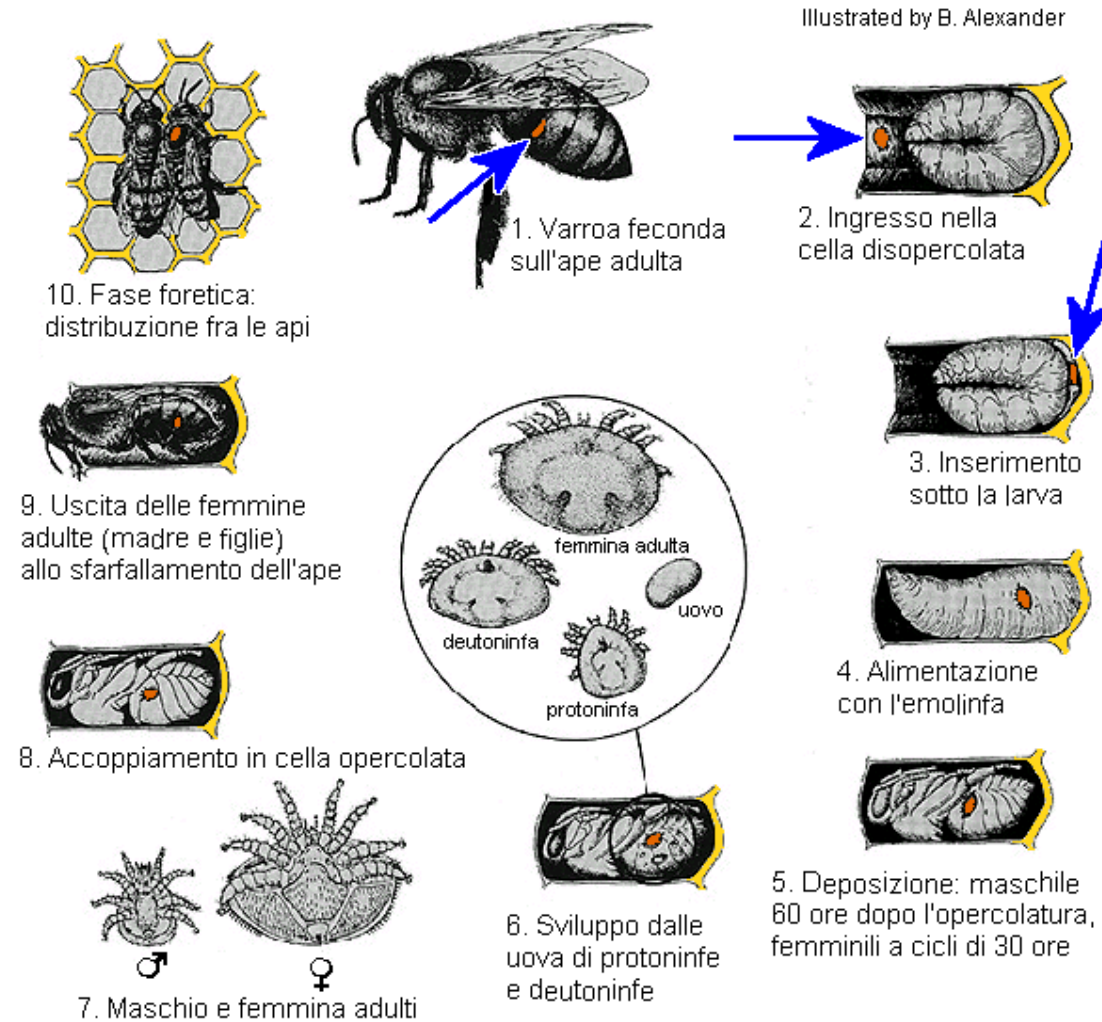 Illustrated by B. Alexander
1. Varroa feconda
sull'ape adulta
2. Ingresso nella
cella disopercolata
3. Inserimento
sotto la larva
4. Alimentazione
con l'emolinfa
5. Deposizione: maschile
60 ore dopo l'opercolatura,
femminili a cicli di 30 ore
6. Sviluppo dalle
uova di protoninfe
e deutoninfe
femmina adulta
uovo
deutoninfa
protoninfa
♂
♀
7. Maschio e femmina adulti
8. Accoppiamento in cella opercolata
9. Uscita delle femmine
adulte (madre e figlie)
allo sfarfallamento dell'ape
10. Fase foretica:
distribuzione fra le api